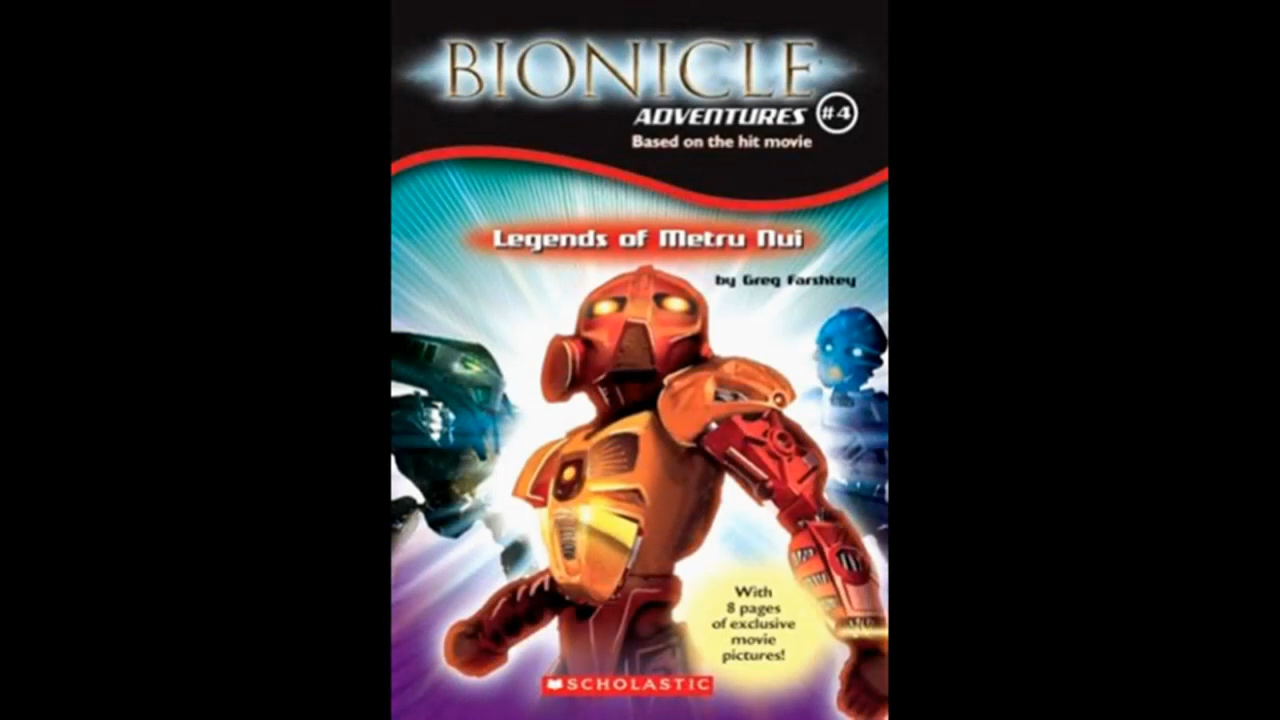 BIONICLE
ADVENTURES #4
Based on the hit movie
Legends of Metru Nui
by Greg Farshtey
With
8 pages
of exclusive
movie
pictures!
SCHOLASTIC